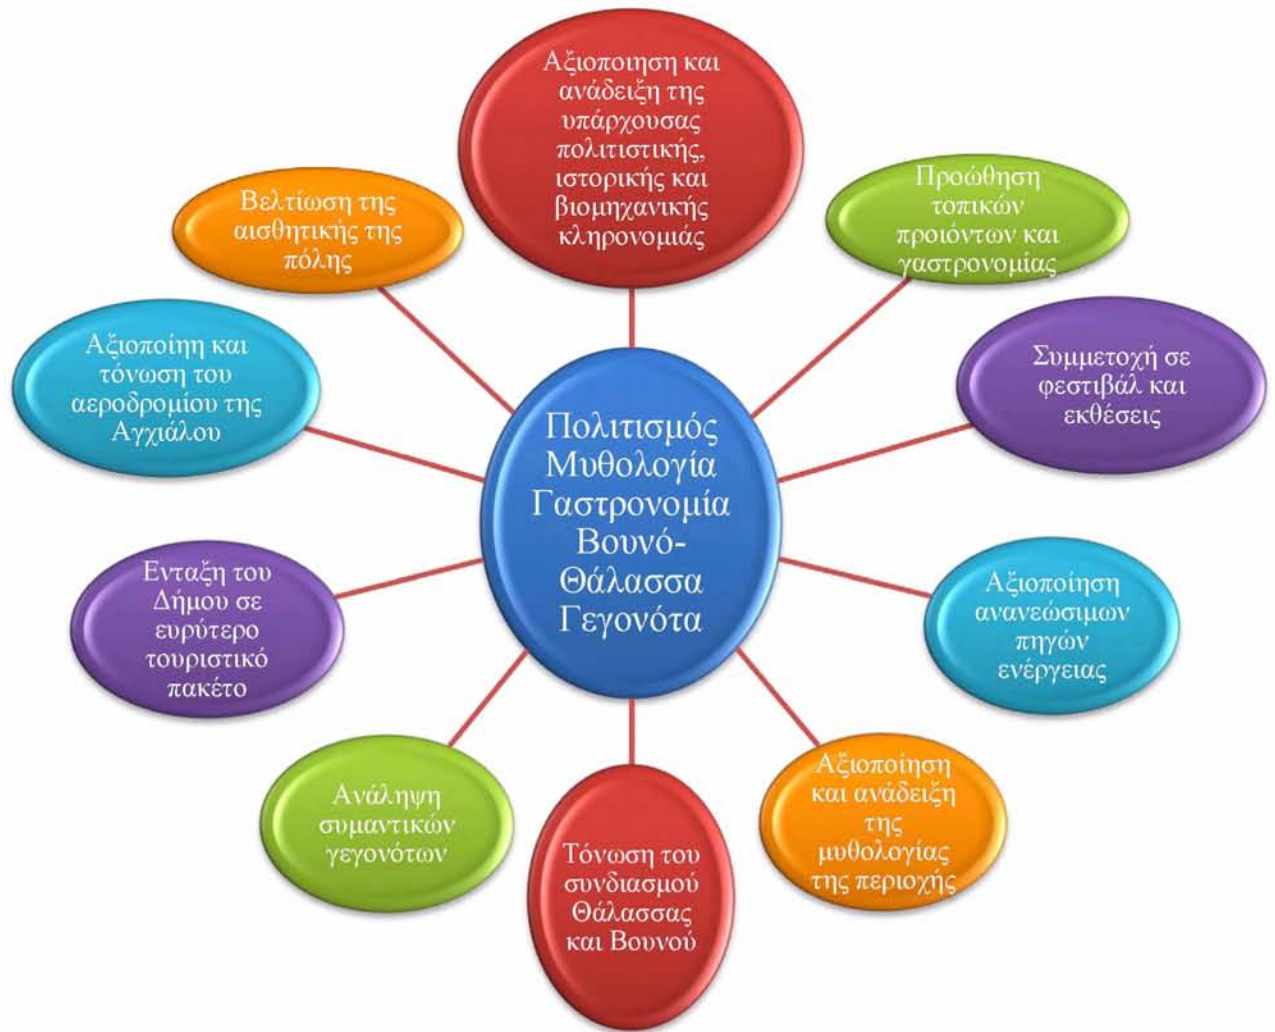 Αξιοποιηση και
ανάδειξη της
υπάρχουσας
πολιτιστικής,
ιστορικής και
βιομηχανικής
κληρονομιάς
Προώθηση
τοπικών
προιόντων και
γαστρονομίας
Συμμετοχή σε
φεστιβάλ και
εκθέσεις
Αξιοποίηση
ανανεώσιμων
πηγών
ενέργειας
Αξιοποίηση
και ανάδειξη
της
μυθολογίας
της περιοχής
Τόνωση του
συνδιασμού
Θάλασσας
και Βουνού
Ανάληψη
συμαντικών
γεγονότων
Ενταξη του
Δήμου σε
ευρύτερο
τουριστικό
πακέτο
Αξιοποίηη και
τόνωση του
αεροδρομίου της
Αγχιάλου
Βελτίωση της
αισθητικής της
πόλης
Πολιτισμός
Μυθολογία
Γαστρονομία
Βουνό-
Θάλασσα
Γεγονότα